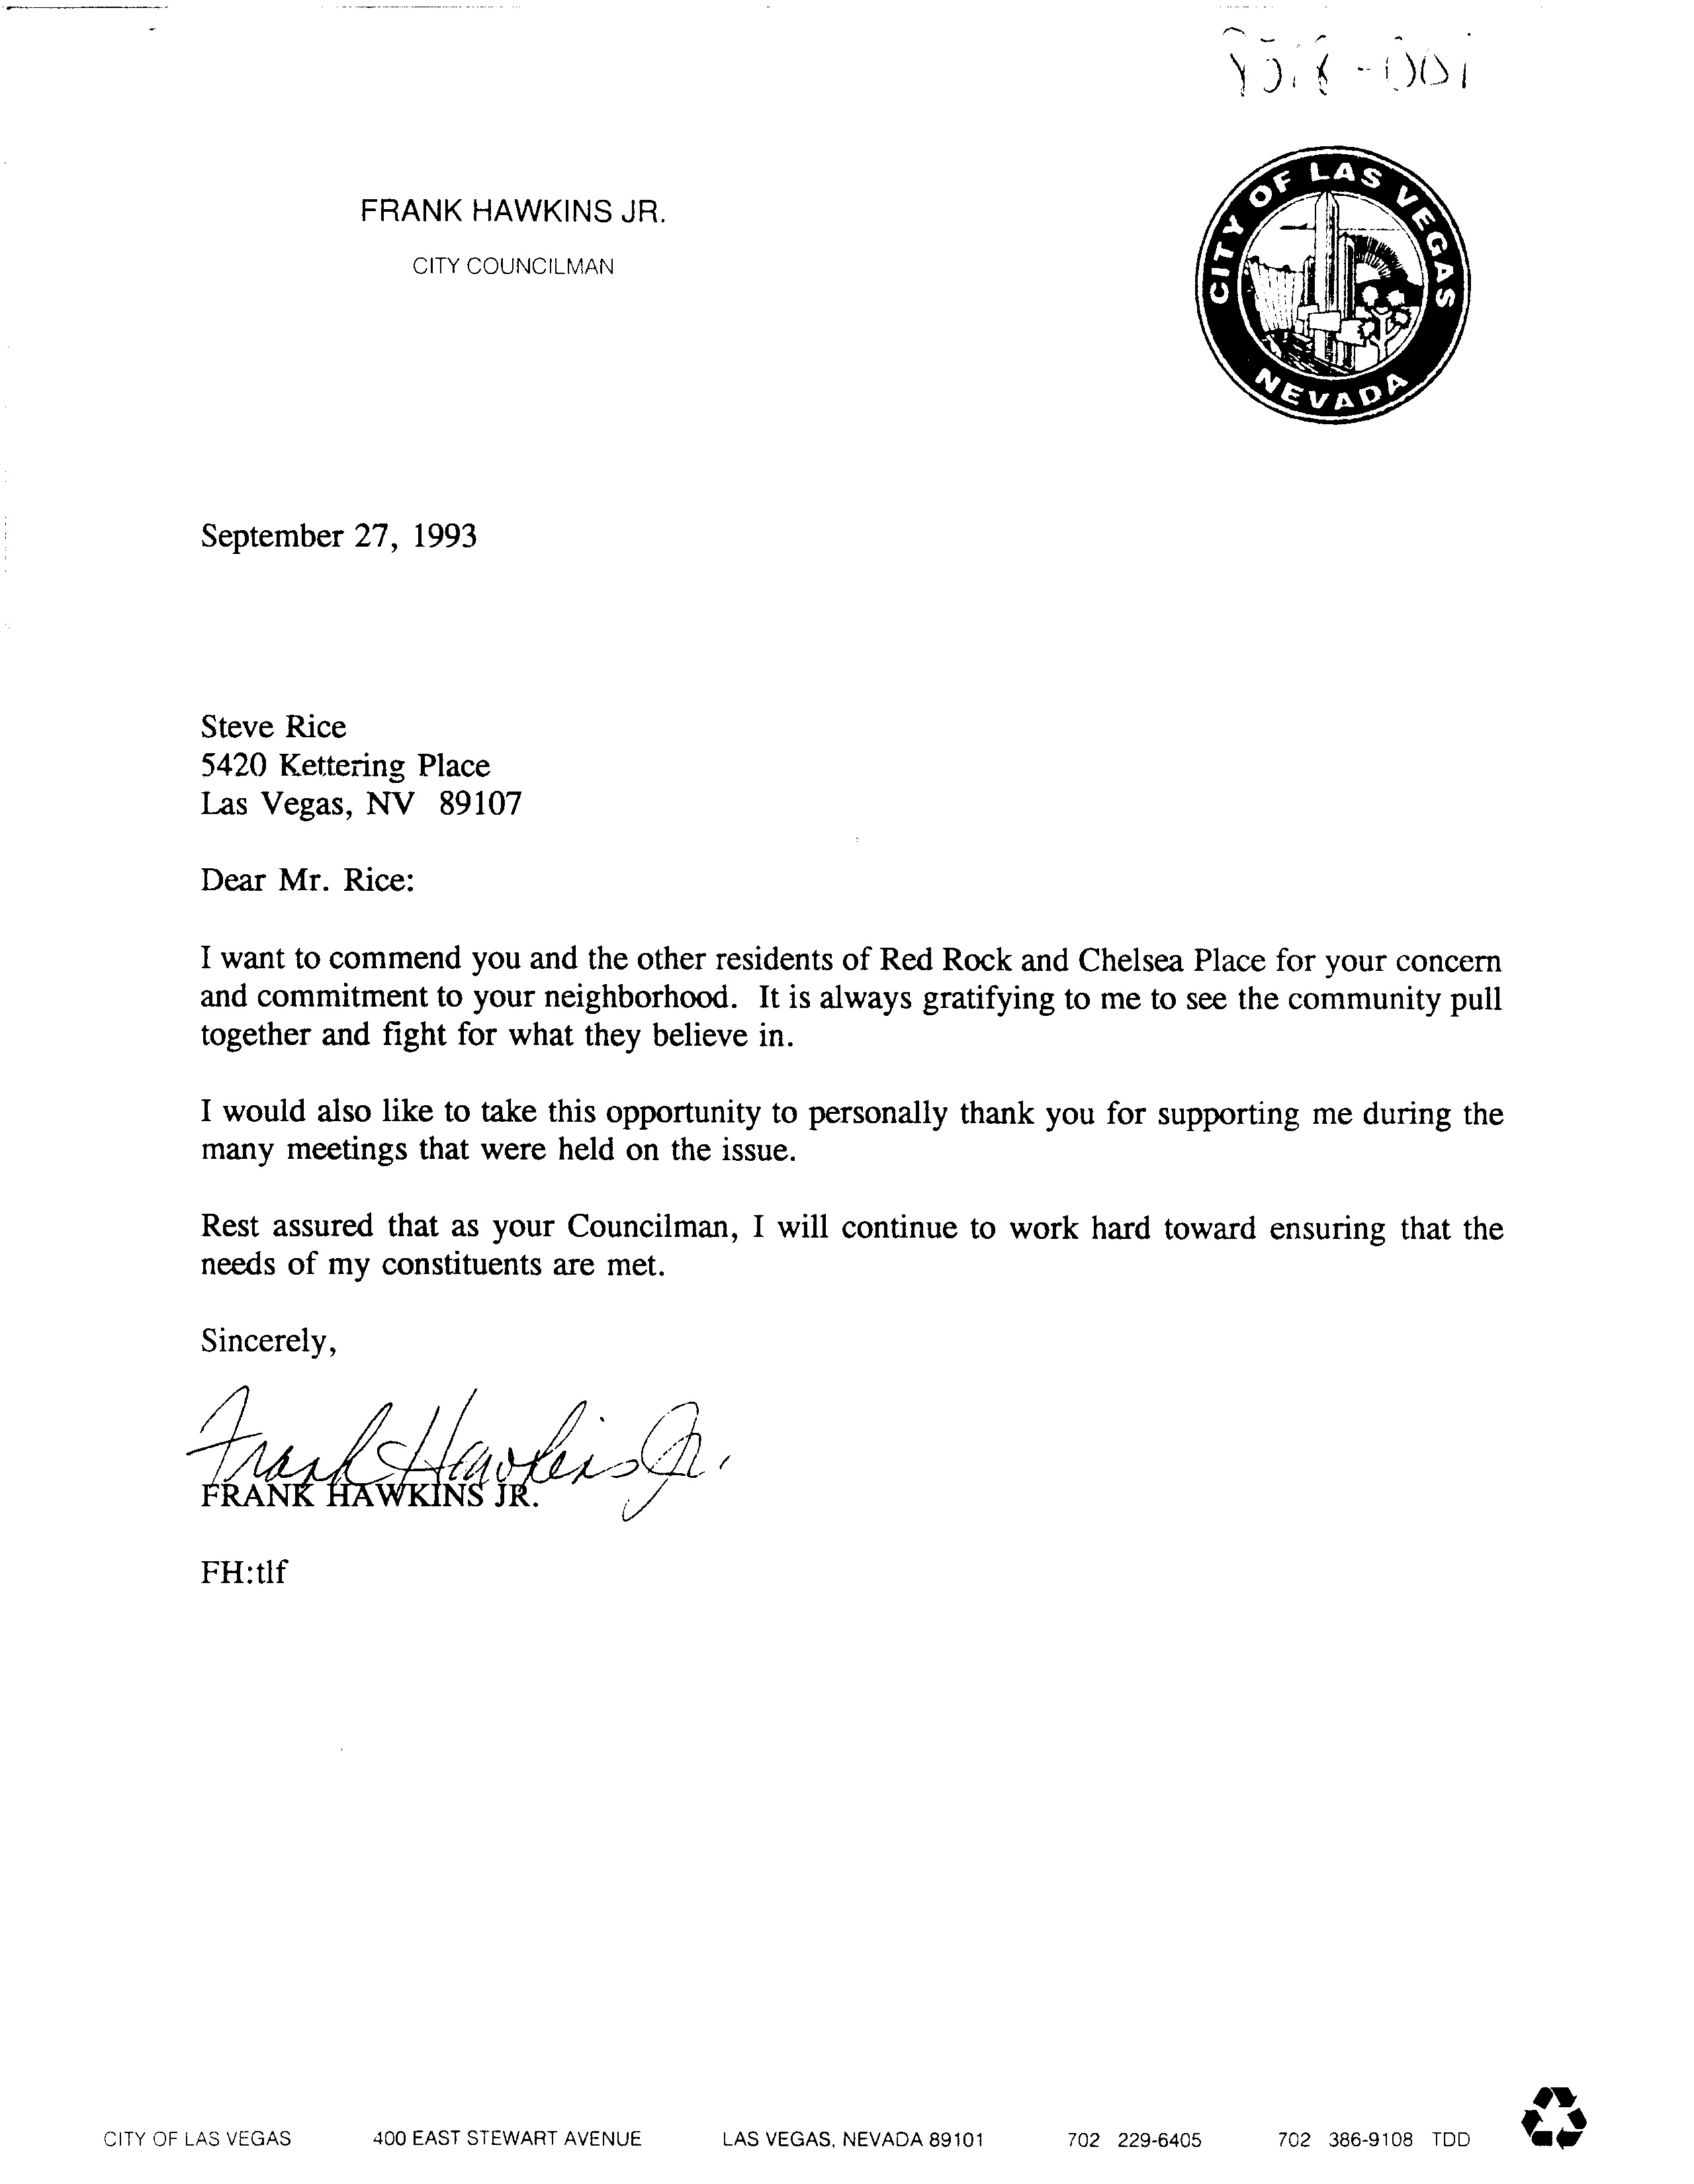 FRANK HAWKINS JR.
CITY COUNCILMAN
CITY OF LAS VEGAS
NEVADA
September 27, 1993
Steve Rice
5420 Kettering Place
Las Vegas, NV 89107
Dear Mr. Rice:
I want to commend you and the other residents of Red Rock and Chelsea Place for your concern
and commitment to your neighborhood. It is always gratifying to me to see the community pull
together and fight for what they believe in.
I would also like to take this opportunity to personally thank you for supporting me during the
many meetings that were held on the issue.
Rest assured that as your Councilman, I will continue to work hard toward ensuring that the
needs of my constituents are met.
Sincerely,
Frank Hawkins Jr.
FRANK HAWKINS JR.
FH:tlf
CITY OF LAS VEGAS 400 EAST STEWART AVENUE LAS VEGAS, NEVADA 89101 702 229-6405 702 386-9108 TDD